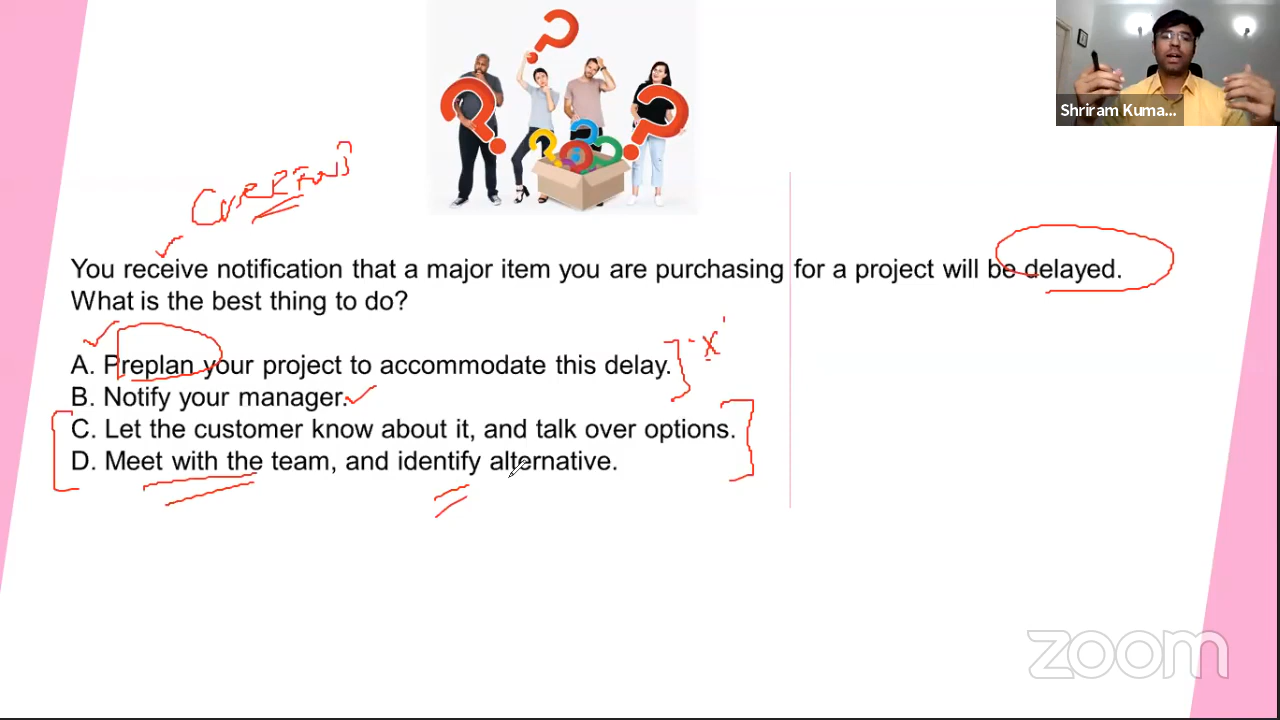 Shriram Kuma...
You receive notification that a major item you are purchasing for a project will be delayed.
What is the best thing to do?
A. Preplan your project to accommodate this delay.
B. Notify your manager.
C. Let the customer know about it, and talk over options.
D. Meet with the team, and identify alternative.
x
zoom